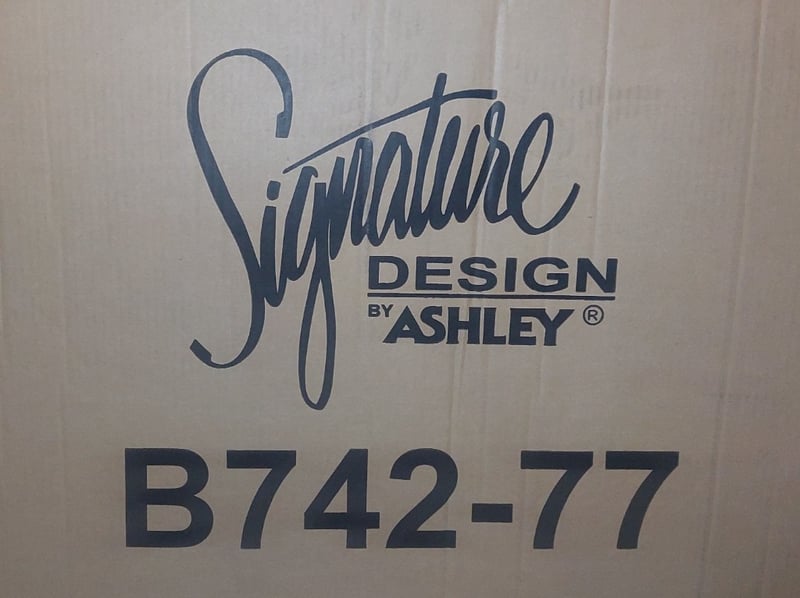 Signature
DESIGN
BY ASHLEY®
B742-77